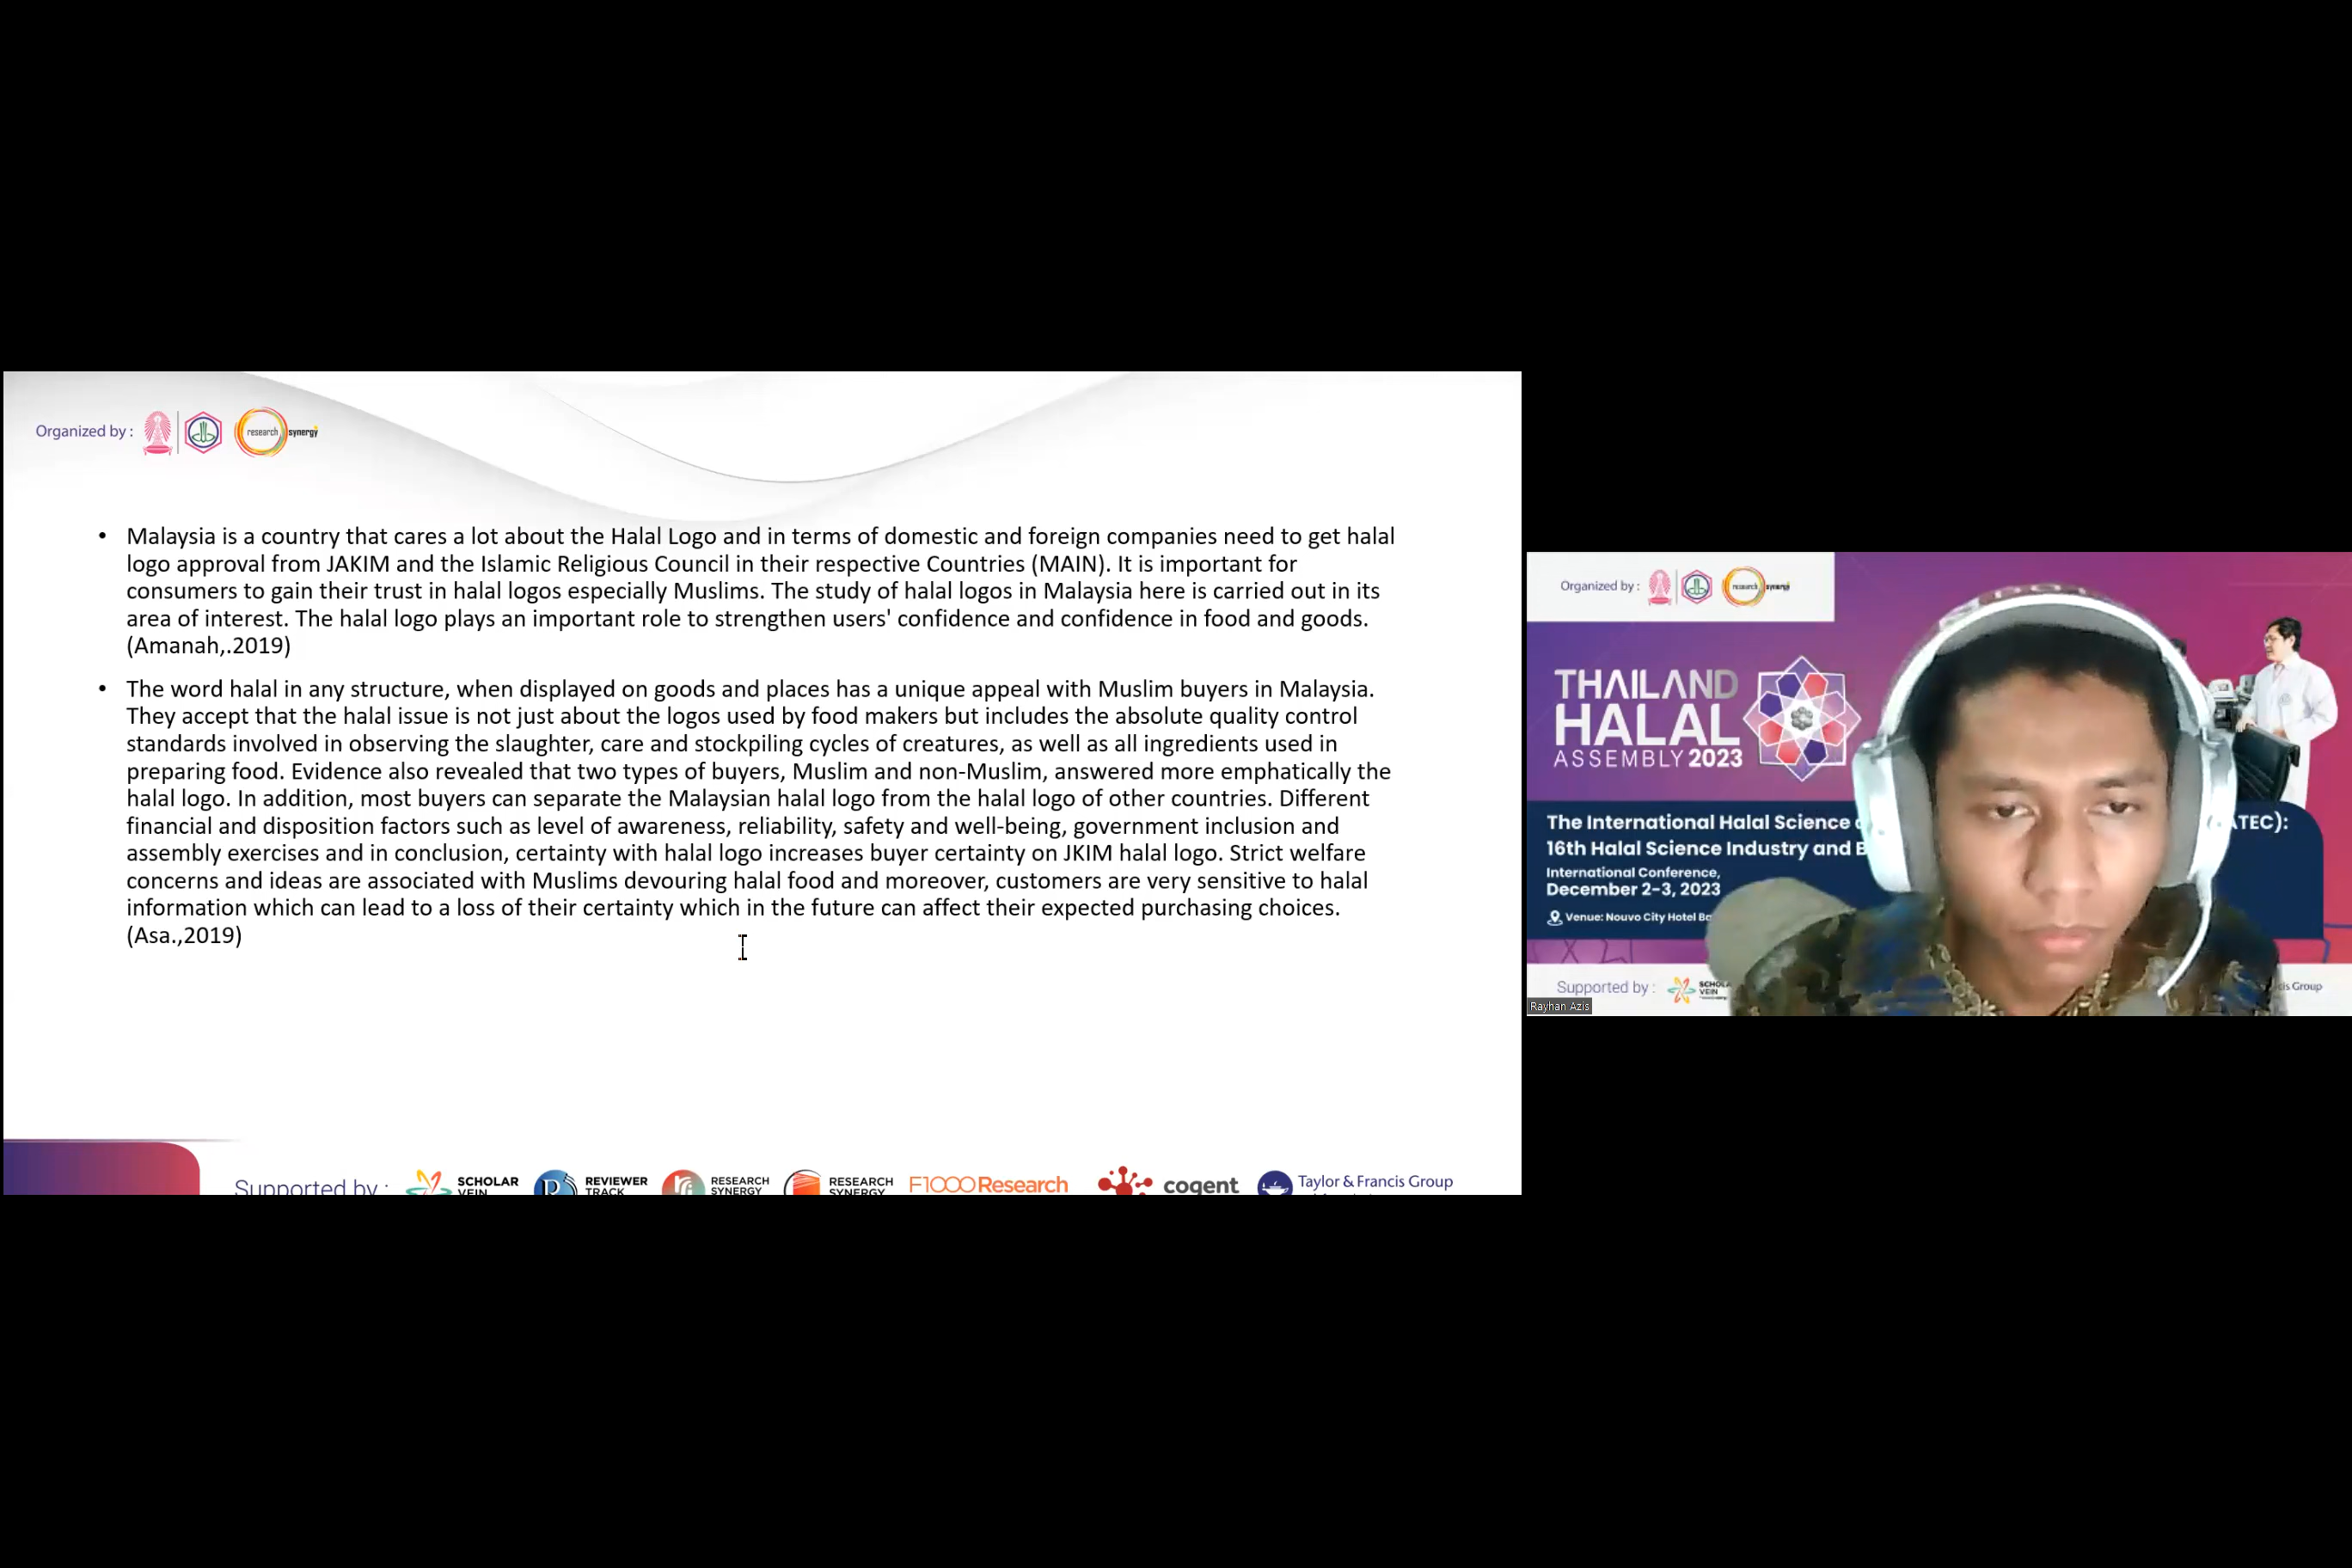 Organized by :
research synergy
• Malaysia is a country that cares a lot about the Halal Logo and in terms of domestic and foreign companies need to get halal
logo approval from JAKIM and the Islamic Religious Council in their respective Countries (MAIN). It is important for
consumers to gain their trust in halal logos especially Muslims. The study of halal logos in Malaysia here is carried out in its
area of interest. The halal logo plays an important role to strengthen users' confidence and confidence in food and goods.
(Amanah,.2019)
• The word halal in any structure, when displayed on goods and places has a unique appeal with Muslim buyers in Malaysia.
They accept that the halal issue is not just about the logos used by food makers but includes the absolute quality control
standards involved in observing the slaughter, care and stockpiling cycles of creatures, as well as all ingredients used in
preparing food. Evidence also revealed that two types of buyers, Muslim and non-Muslim, answered more emphatically the
halal logo. In addition, most buyers can separate the Malaysian halal logo from the halal logo of other countries. Different
financial and disposition factors such as level of awareness, reliability, safety and well-being, government inclusion and
assembly exercises and in conclusion, certainty with halal logo increases buyer certainty on JKIM halal logo. Strict welfare
concerns and ideas are associated with Muslims devouring halal food and moreover, customers are very sensitive to halal
information which can lead to a loss of their certainty which in the future can affect their expected purchasing choices.
(Asa.,2019)
Supported by :
SCHOLAR
VEIN
REVIEWER
TRACK
RESEARCH
SYNERGY
RESEARCH
SYNERGY
F1000Research
cogent
Taylor & Francis Group
Organized by :
research synergy
THAILAND
HALAL
ASSEMBLY 2023
The International Halal Science
ATEC):
16th Halal Science Industry and B
International Conference,
December 2-3, 2023
Venue: Nouvo City Hotel
Supported by :
SCHOLA
VEIN
cis Group
Rayhan Azis